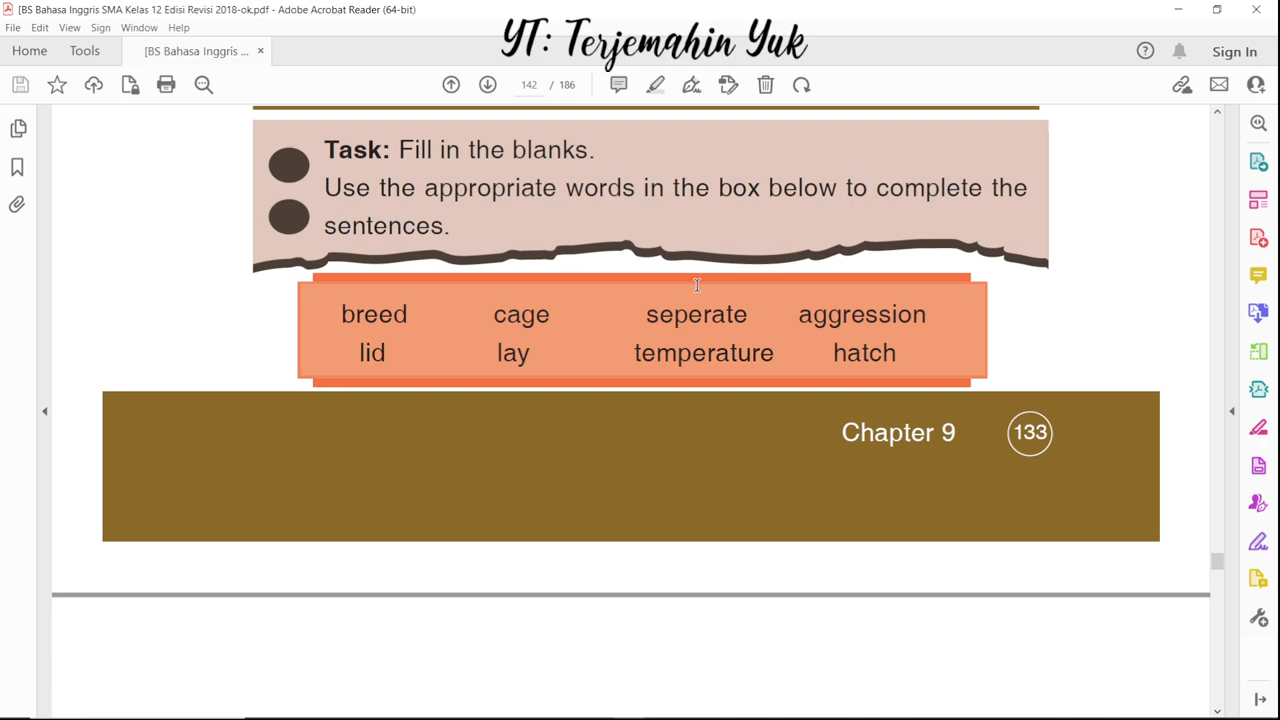 [BS Bahasa Inggris SMA Kelas 12 Edisi Revisi 2018-ok.pdf - Adobe Acrobat Reader (64-bit)
File Edit View Sign Window Help
YT: Terjemahin Yuk
Home Tools [BS Bahasa Inggris ... × Sign In
142 / 186
Task: Fill in the blanks.
Use the appropriate words in the box below to complete the
sentences.
breed cage seperate aggression
lid lay temperature hatch
Chapter 9 133